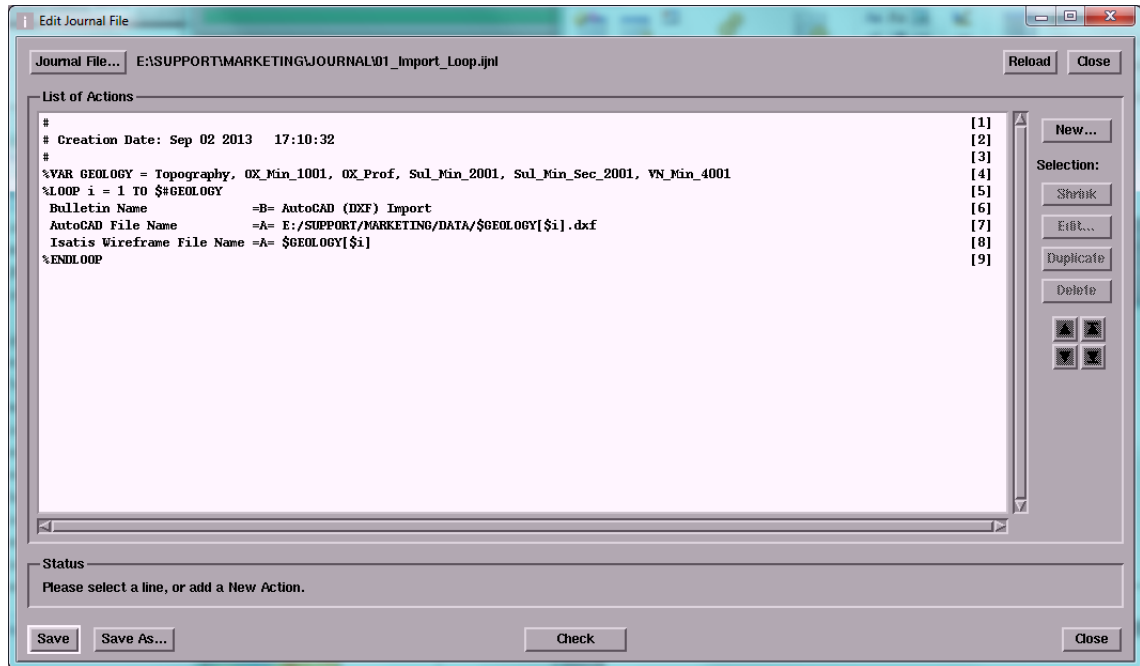 Edit Journal File
Journal File... E:\SUPPORT\MARKETING\JOURNAL\01_Import_Loop.ijnl Reload Close
List of Actions
# [1]
# Creation Date: Sep 02 2013 17:10:32 [2]
# [3]
%VAR GEOLOGY = Topography, OX_Min_1001, OX_Prof, Sul_Min_2001, Sul_Min_Sec_2001, VN_Min_4001 [4]
%LOOP i = 1 TO $#GEOLOGY [5]
Bulletin Name =B= AutoCAD (DXF) Import [6]
AutoCAD File Name =A= E:/SUPPORT/MARKETING/DATA/$GEOLOGY[$i].dxf [7]
Isatis Wireframe File Name =A= $GEOLOGY[$i] [8]
%ENDLOOP [9]
New...
Selection:
Shrink
Edit...
Duplicate
Delete
Status
Please select a line, or add a New Action.
Save Save As... Check Close